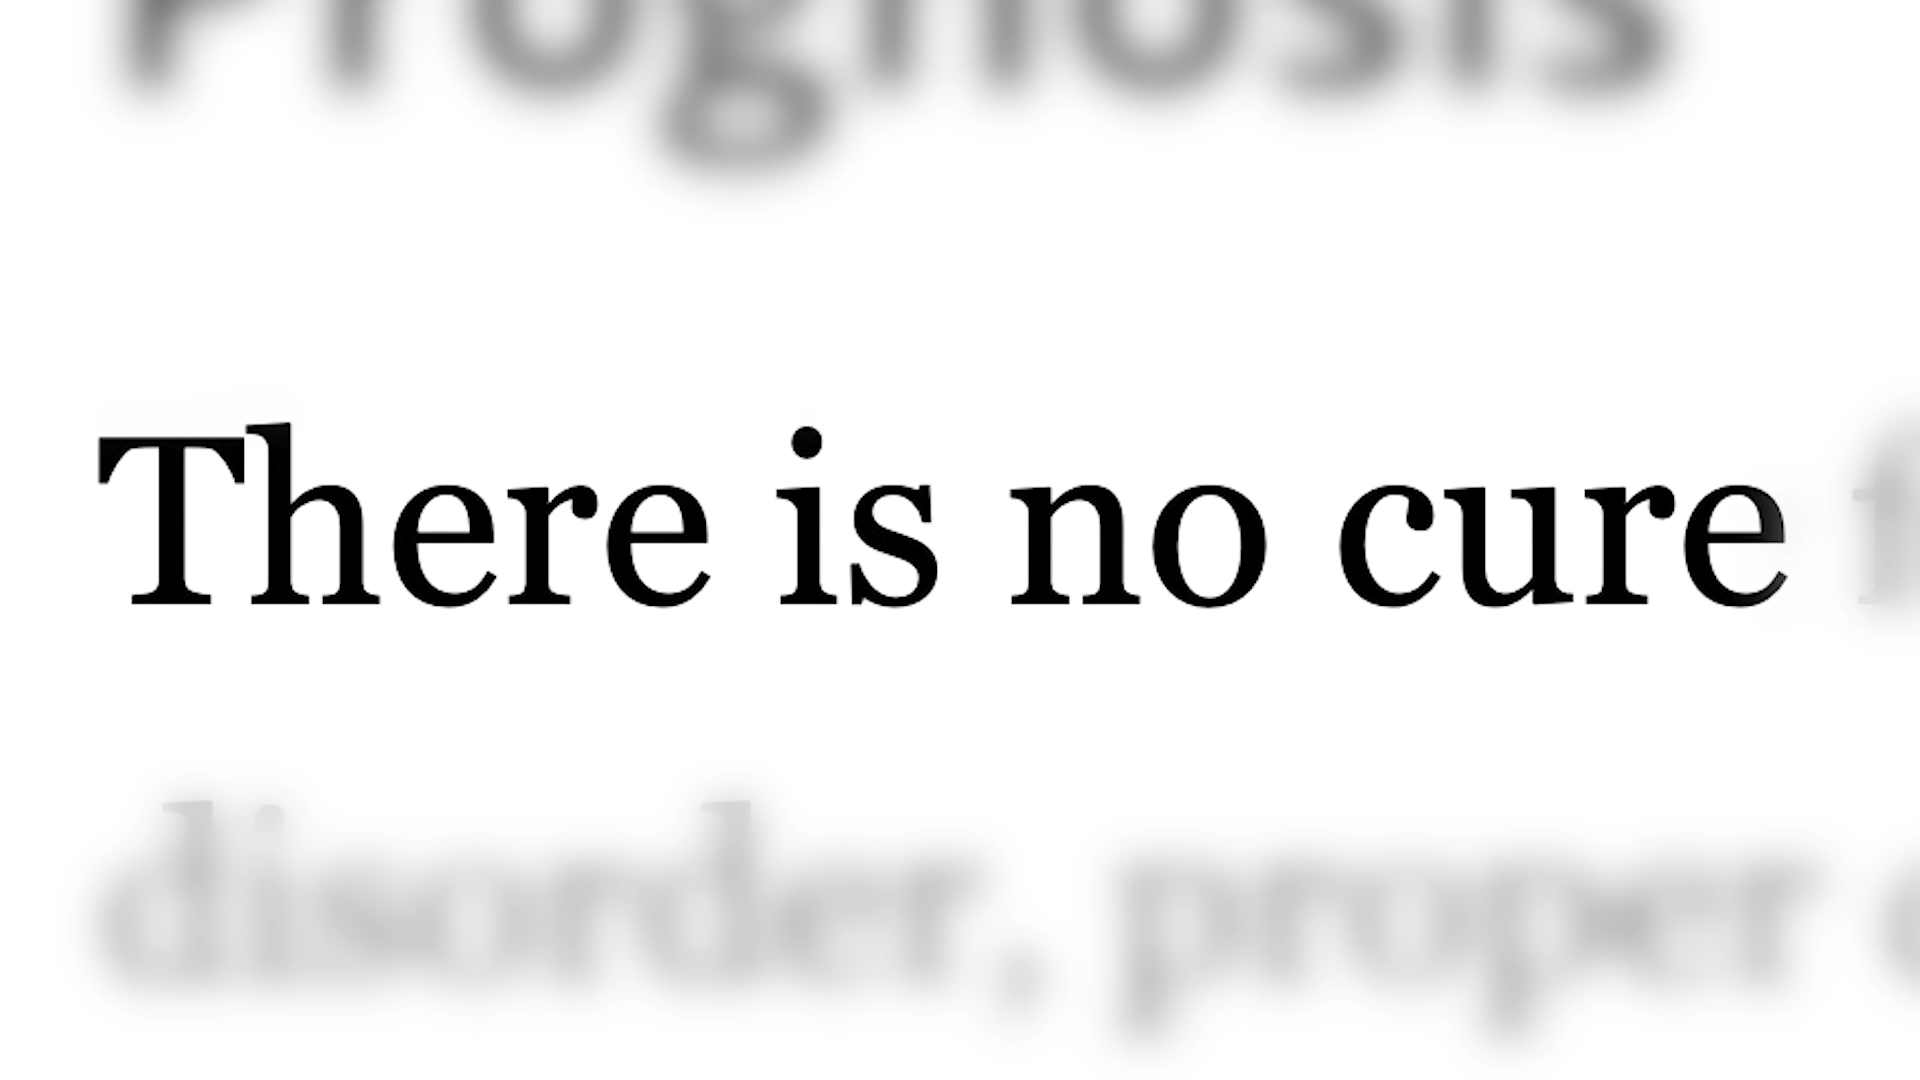 Prognosis
There is no cure
disorder, proper